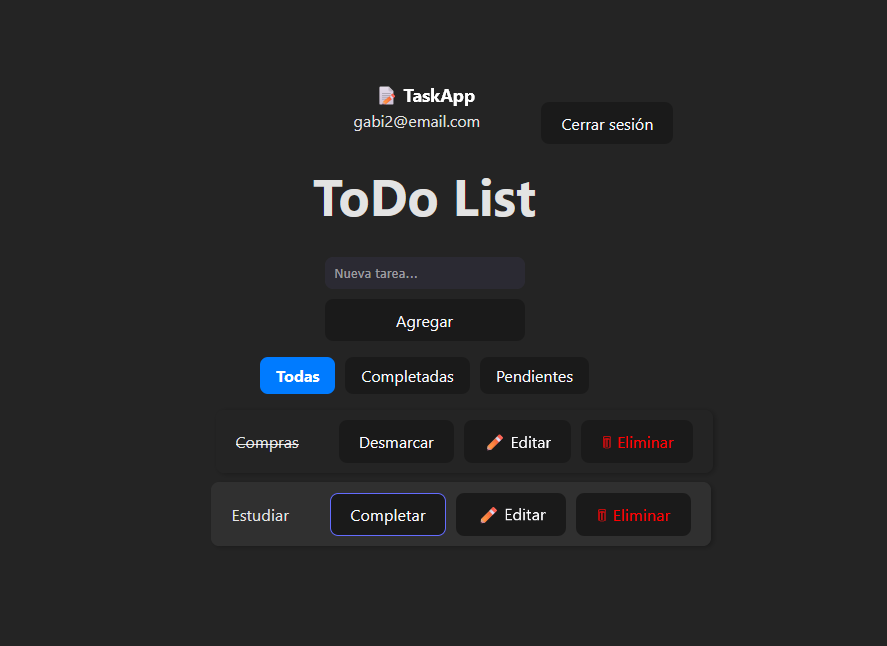 📝 TaskApp
gabi2@email.com
Cerrar sesión
ToDo List
Nueva tarea...
Agregar
Todas Completadas Pendientes
Compras Desmarcar ✏️ Editar 🗑 Eliminar
Estudiar Completar ✏️ Editar 🗑 Eliminar